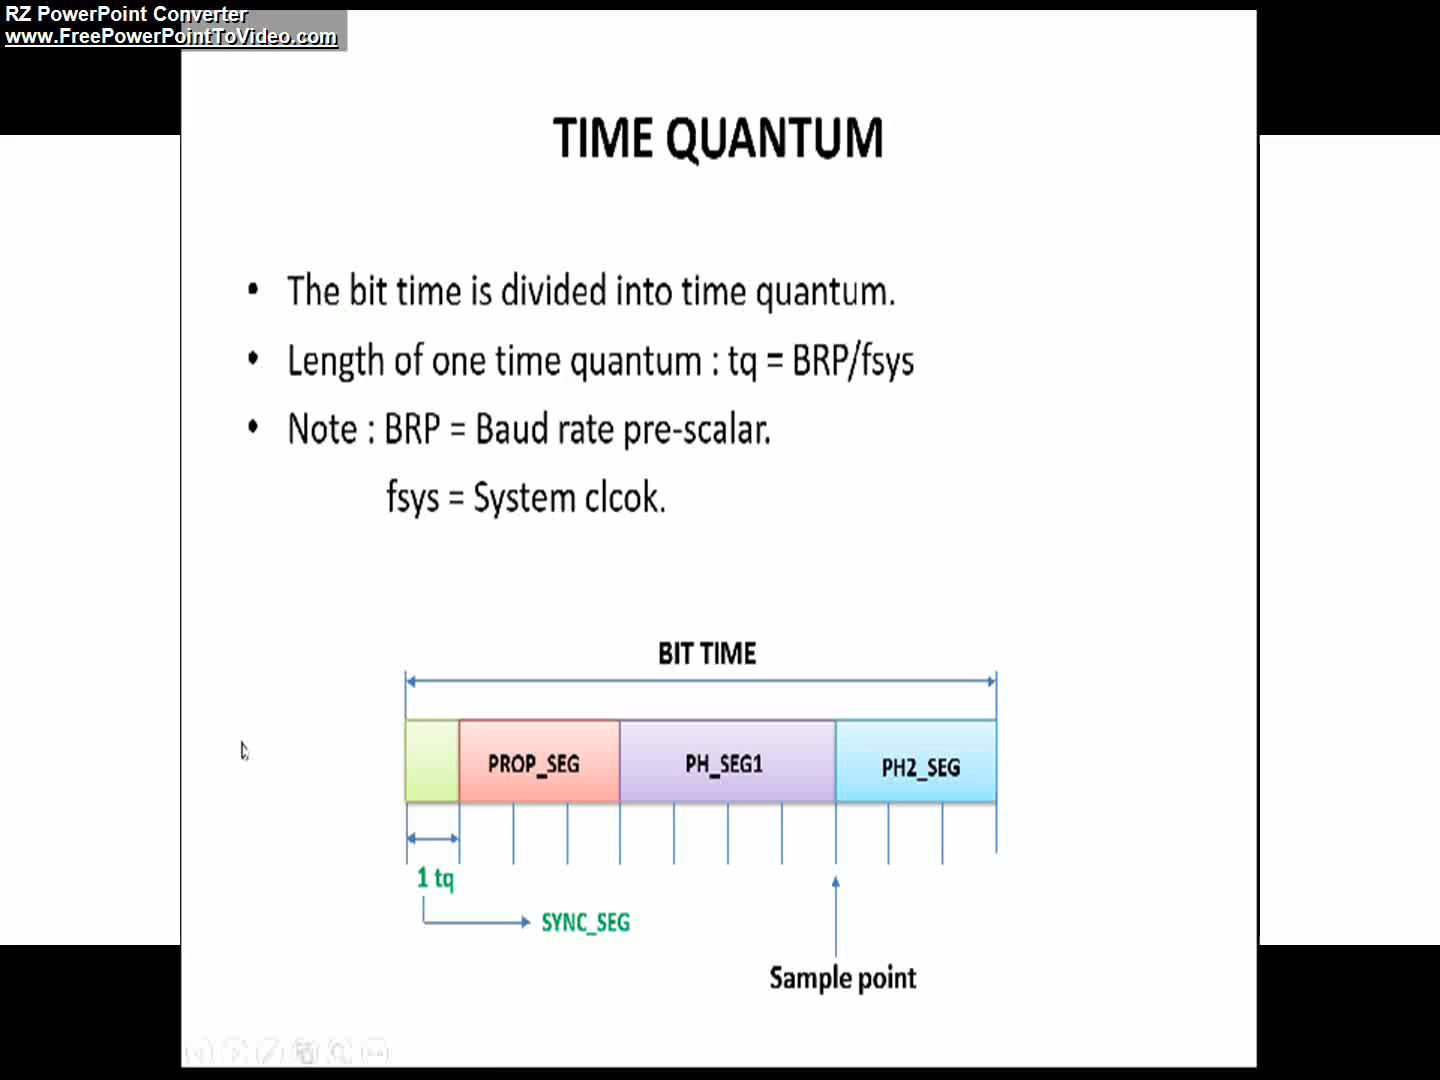 RZ PowerPoint Converter
www.FreePowerPointToVideo.com
TIME QUANTUM
• The bit time is divided into time quantum.
• Length of one time quantum : tq = BRP/fsys
• Note : BRP = Baud rate pre-scalar.
fsys = System clcok.
BIT TIME
PROP_SEG PH_SEG1 PH2_SEG
1 tq
SYNC_SEG
Sample point